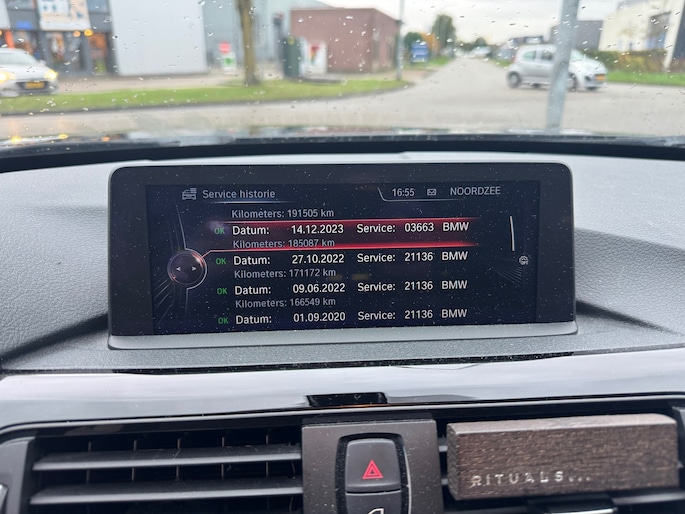 Service historie 16:55 NOORDZEE
Kilometers: 191505 km
OK Datum: 14.12.2023 Service: 03663 BMW
Kilometers: 185087 km
OK Datum: 27.10.2022 Service: 21136 BMW
Kilometers: 171172 km
OK Datum: 09.06.2022 Service: 21136 BMW
Kilometers: 166549 km
OK Datum: 01.09.2020 Service: 21136 BMW
RITUALS...